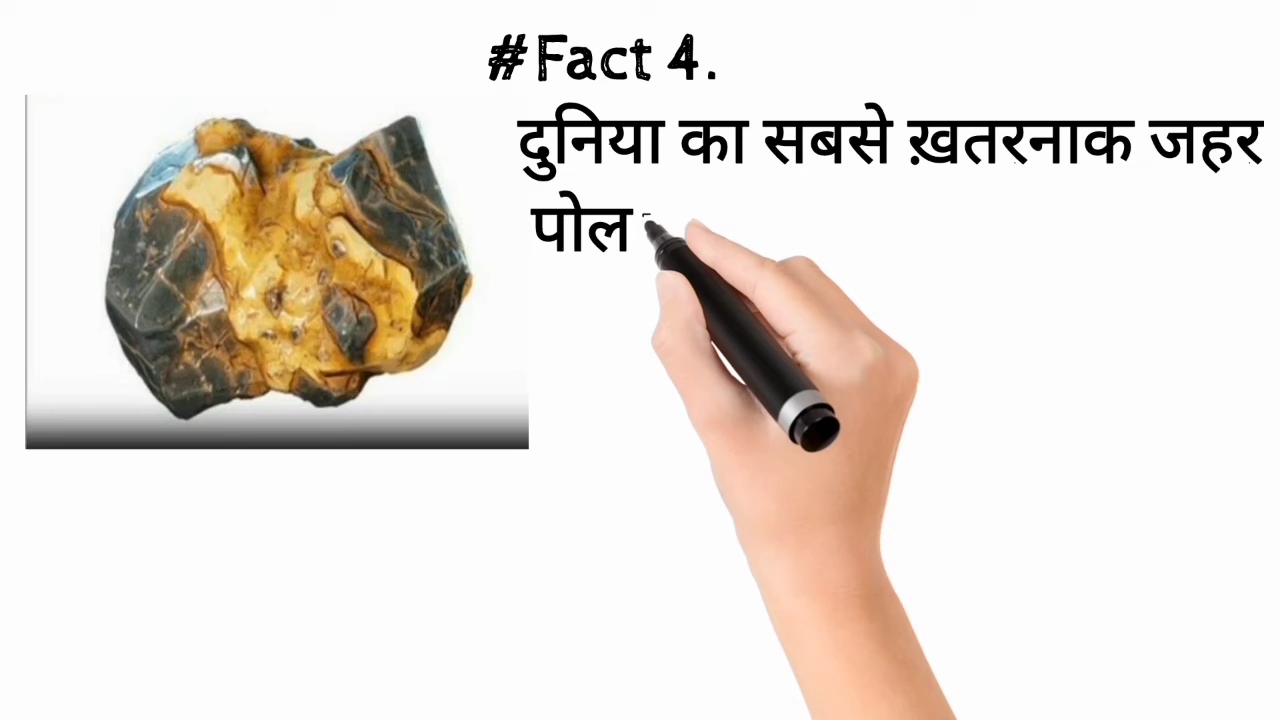 #Fact 4.
दुनिया का सबसे ख़तरनाक जहर
पोल